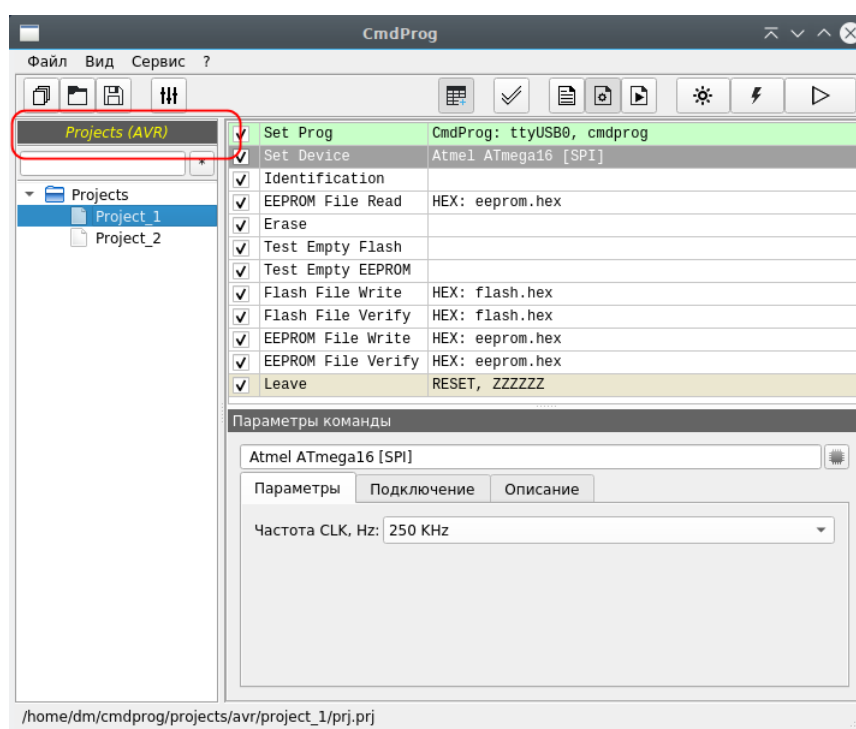 CmdProg
Файл Вид Сервис ?
Projects (AVR)
*
Projects
Project_1
Project_2
Set Prog CmdProg: ttyUSB0, cmdprog
Set Device Atmel ATmega16 [SPI]
Identification
EEPROM File Read HEX: eeprom.hex
Erase
Test Empty Flash
Test Empty EEPROM
Flash File Write HEX: flash.hex
Flash File Verify HEX: flash.hex
EEPROM File Write HEX: eeprom.hex
EEPROM File Verify HEX: eeprom.hex
Leave RESET, ZZZZZZ
Параметры команды
Atmel ATmega16 [SPI]
Параметры Подключение Описание
Частота CLK, Hz: 250 KHz
/home/dm/cmdprog/projects/avr/project_1/prj.prj